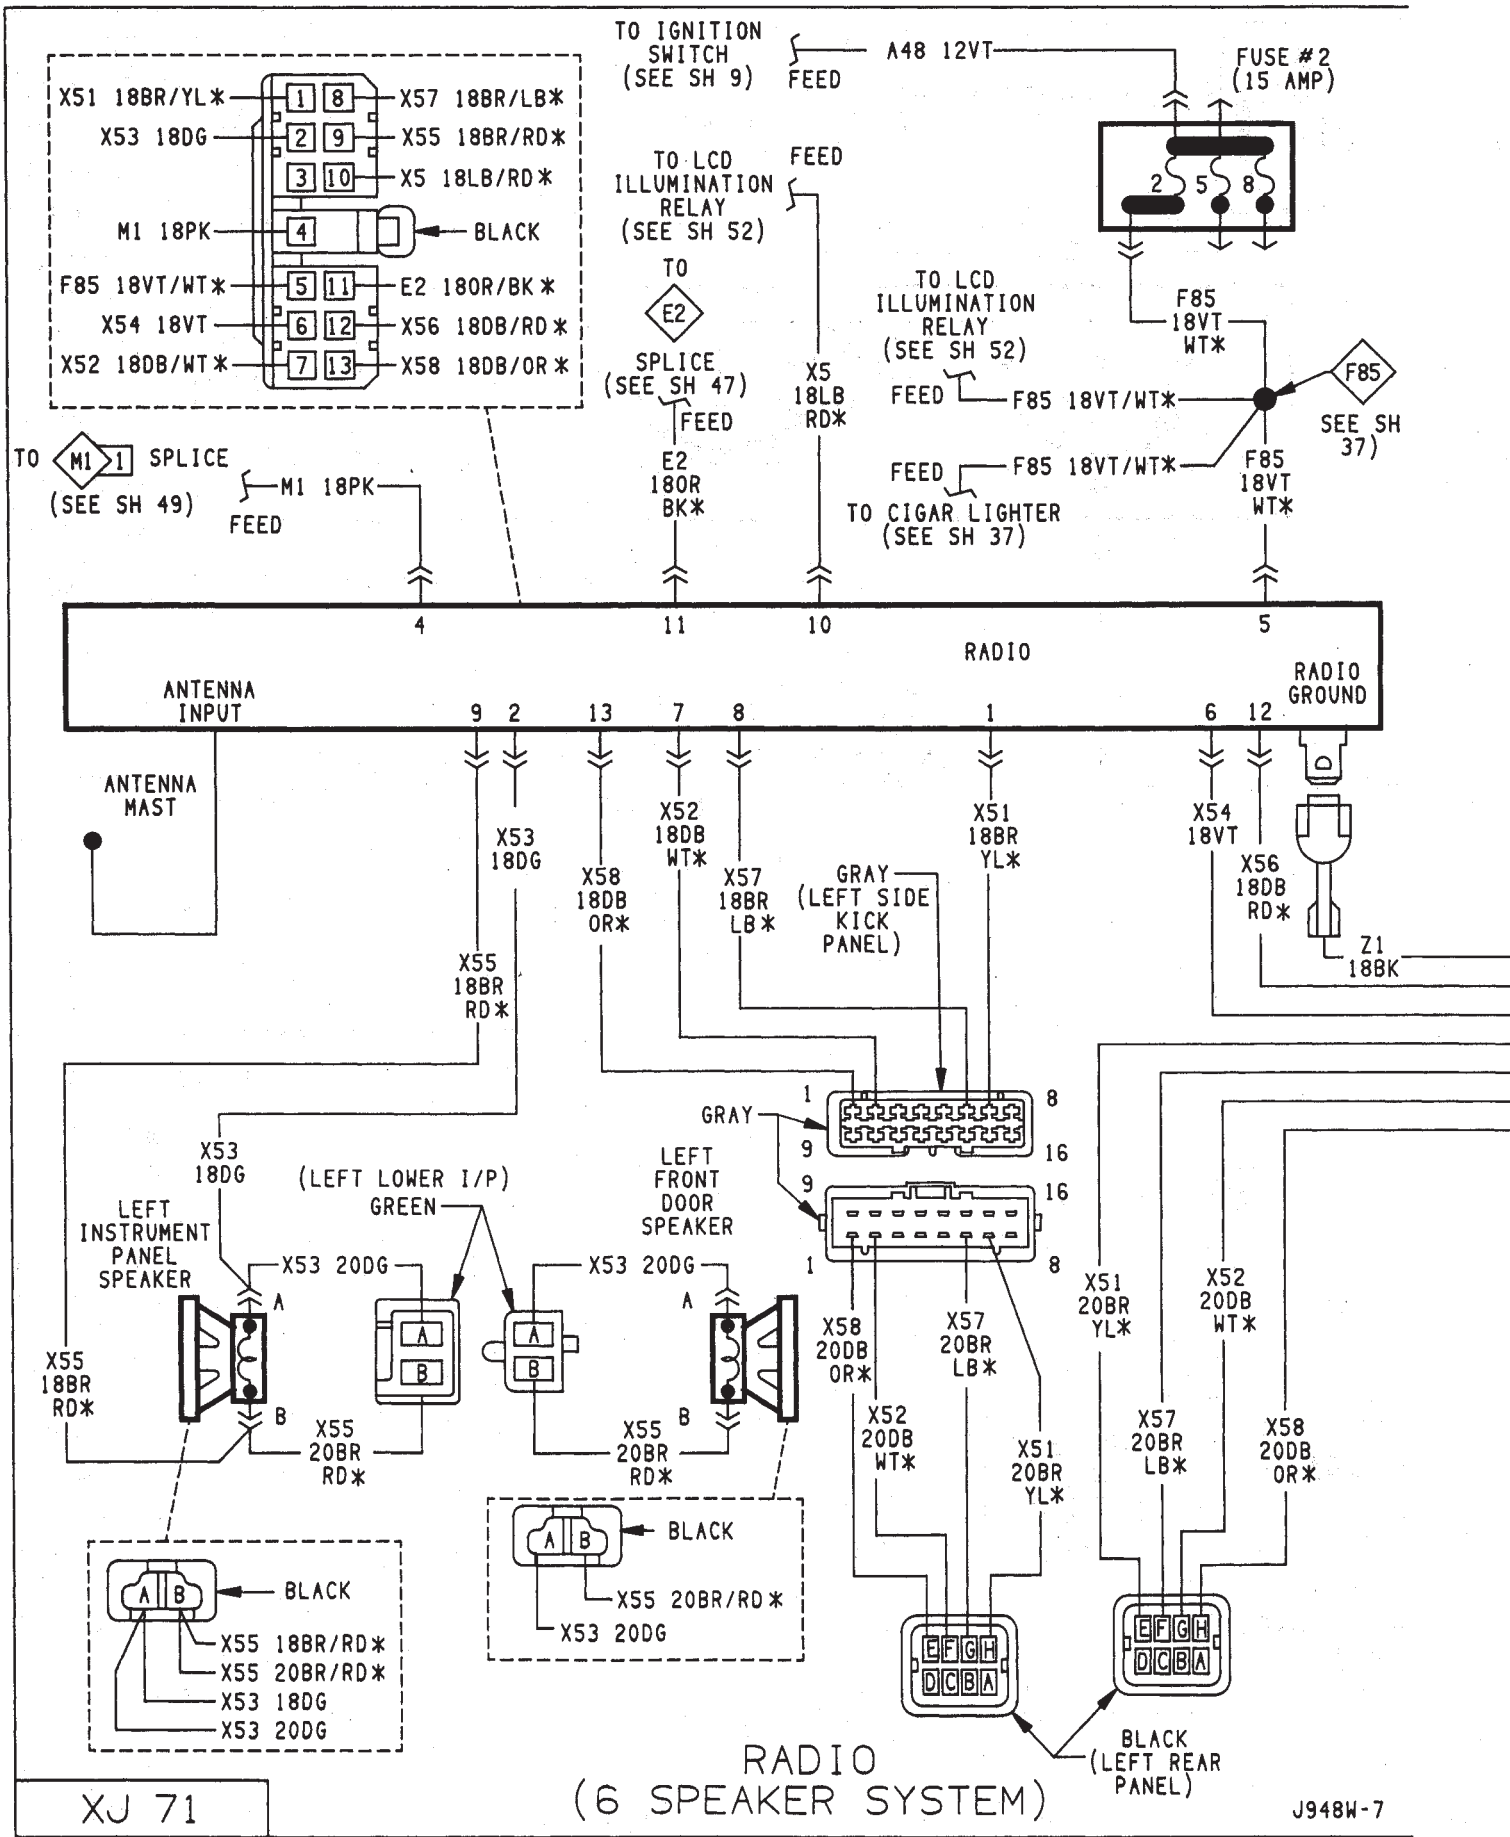 TO IGNITION
SWITCH
(SEE SH 9)
FEED
A48 12VT
FUSE #2
(15 AMP)
2 5 8
X51 18BR/YL*
1 8
X57 18BR/LB*
X53 18DG
2 9
X55 18BR/RD*
3 10
X5 18LB/RD*
M1 18PK
4
BLACK
F85 18VT/WT*
5 11
E2 18OR/BK*
X54 18VT
6 12
X56 18DB/RD*
X52 18DB/WT*
7 13
X58 18DB/OR*
TO LCD
ILLUMINATION
RELAY
(SEE SH 52)
FEED
TO
E2
SPLICE
(SEE SH 47)
FEED
E2
18OR
BK*
X5
18LB
RD*
TO LCD
ILLUMINATION
RELAY
(SEE SH 52)
FEED
F85 18VT/WT*
FEED
F85 18VT/WT*
TO CIGAR LIGHTER
(SEE SH 37)
F85
18VT
WT*
F85
SEE SH
37)
F85
18VT
WT*
TO M1 1 SPLICE
(SEE SH 49)
M1 18PK
FEED
4 11 10 5
RADIO
ANTENNA
INPUT
RADIO
GROUND
9 2 13 7 8 1 6 12
D
ANTENNA
MAST
X53
18DG
X58
18DB
OR*
X52
18DB
WT*
X57
18BR
LB*
GRAY
(LEFT SIDE
KICK
PANEL)
X51
18BR
YL*
X54
18VT
X56
18DB
RD*
Z1
18BK
X55
18BR
RD*
1 8
GRAY
9 16
9 16
1 8
X53
18DG
(LEFT LOWER I/P)
GREEN
LEFT
FRONT
DOOR
SPEAKER
LEFT
INSTRUMENT
PANEL
SPEAKER
X53 20DG
X53 20DG
A
A
A
A
B
B
B
B
X55
18BR
RD*
X55
20BR
RD*
X55
20BR
RD*
X58
20DB
OR*
X57
20BR
LB*
X52
20DB
WT*
X51
20BR
YL*
X51
20BR
YL*
X52
20DB
WT*
X57
20BR
LB*
X58
20DB
OR*
A B
BLACK
X55 20BR/RD*
X53 20DG
A B
BLACK
X55 18BR/RD*
X55 20BR/RD*
X53 18DG
X53 20DG
E F G H
D C B A
E F G H
D C B A
BLACK
(LEFT REAR
PANEL)
RADIO
(6 SPEAKER SYSTEM)
XJ 71
J948W-7